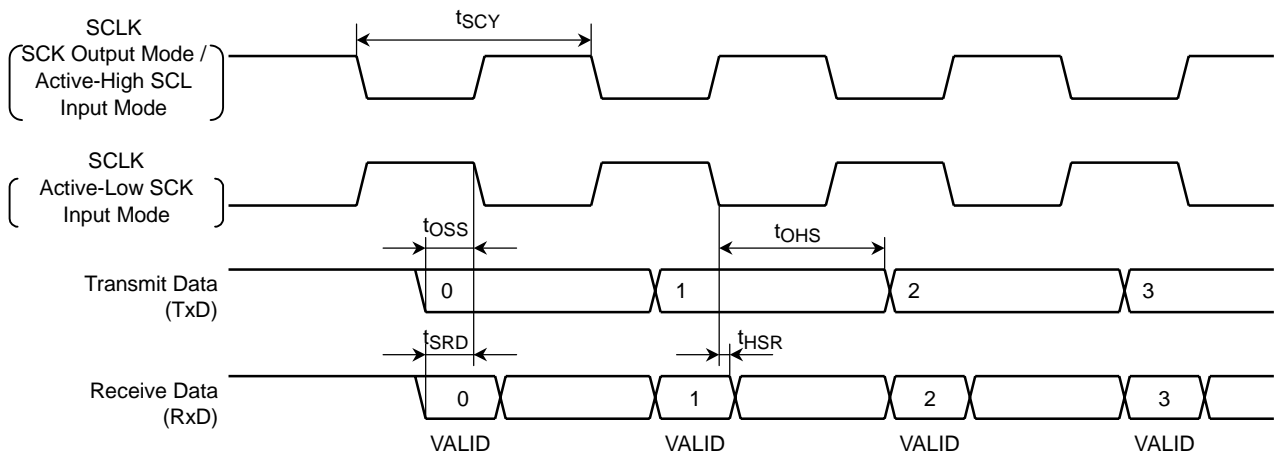 SCLK
SCK Output Mode /
Active-High SCL
Input Mode
tSCY
SCLK
Active-Low SCK
Input Mode
tOSS
tOHS
Transmit Data
(TxD)
0
1
2
3
tSRD
tHSR
Receive Data
(RxD)
0
1
2
3
VALID
VALID
VALID
VALID